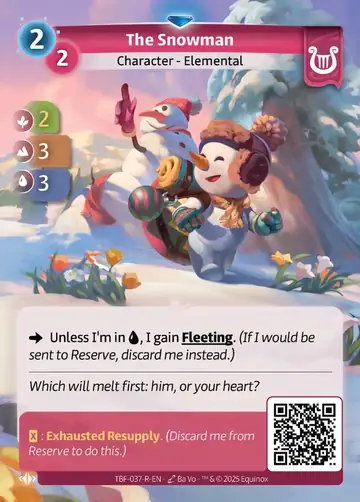 2
The Snowman
2
Character - Elemental
2
3
3
Unless I'm in , I gain Fleeting. (If I would
be sent to Reserve, discard me instead.)
Which will melt first: him, or your heart?
X : Exhausted Resupply. (Discard me from
Reserve to do this.)
TBF-037-R-EN - Ba Vo - ™ & © 2025 Equinox